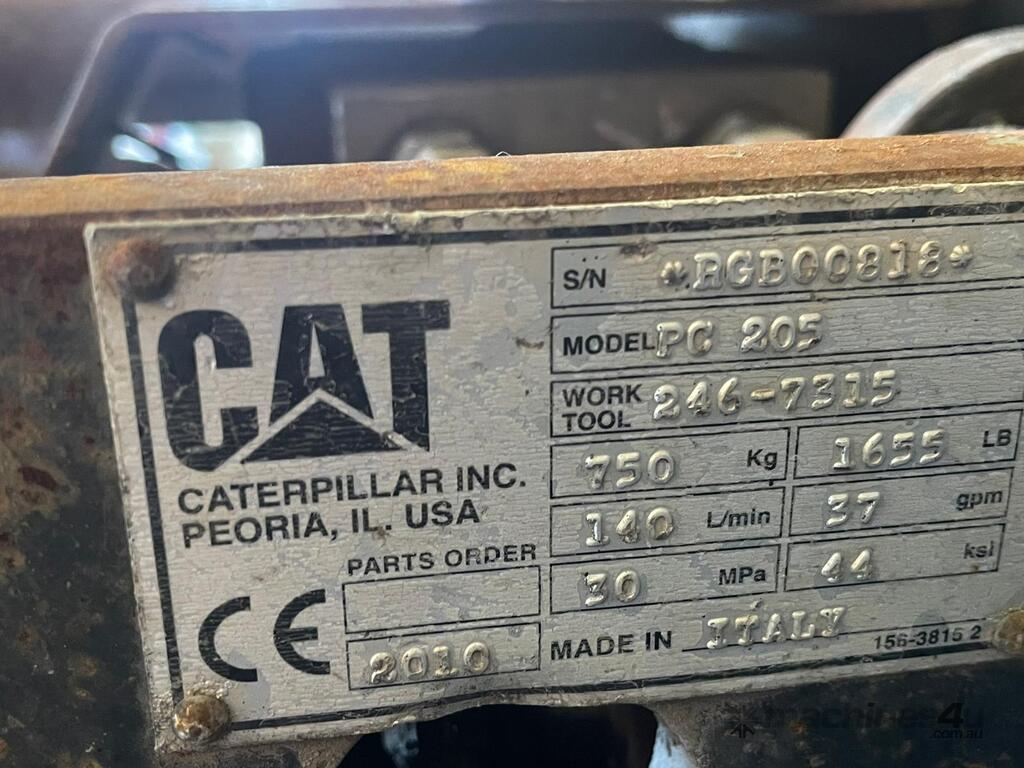 CAT
CATERPILLAR INC.
PEORIA, IL. USA
S/N *RGB00818*
MODEL PC 205
WORK TOOL 246-7315
750 Kg 1655 LB
140 L/min 37 gpm
30 MPa 44 ksi
PARTS ORDER
2010
CE
MADE IN ITALY
156-3816 2
machines4u
.com.au